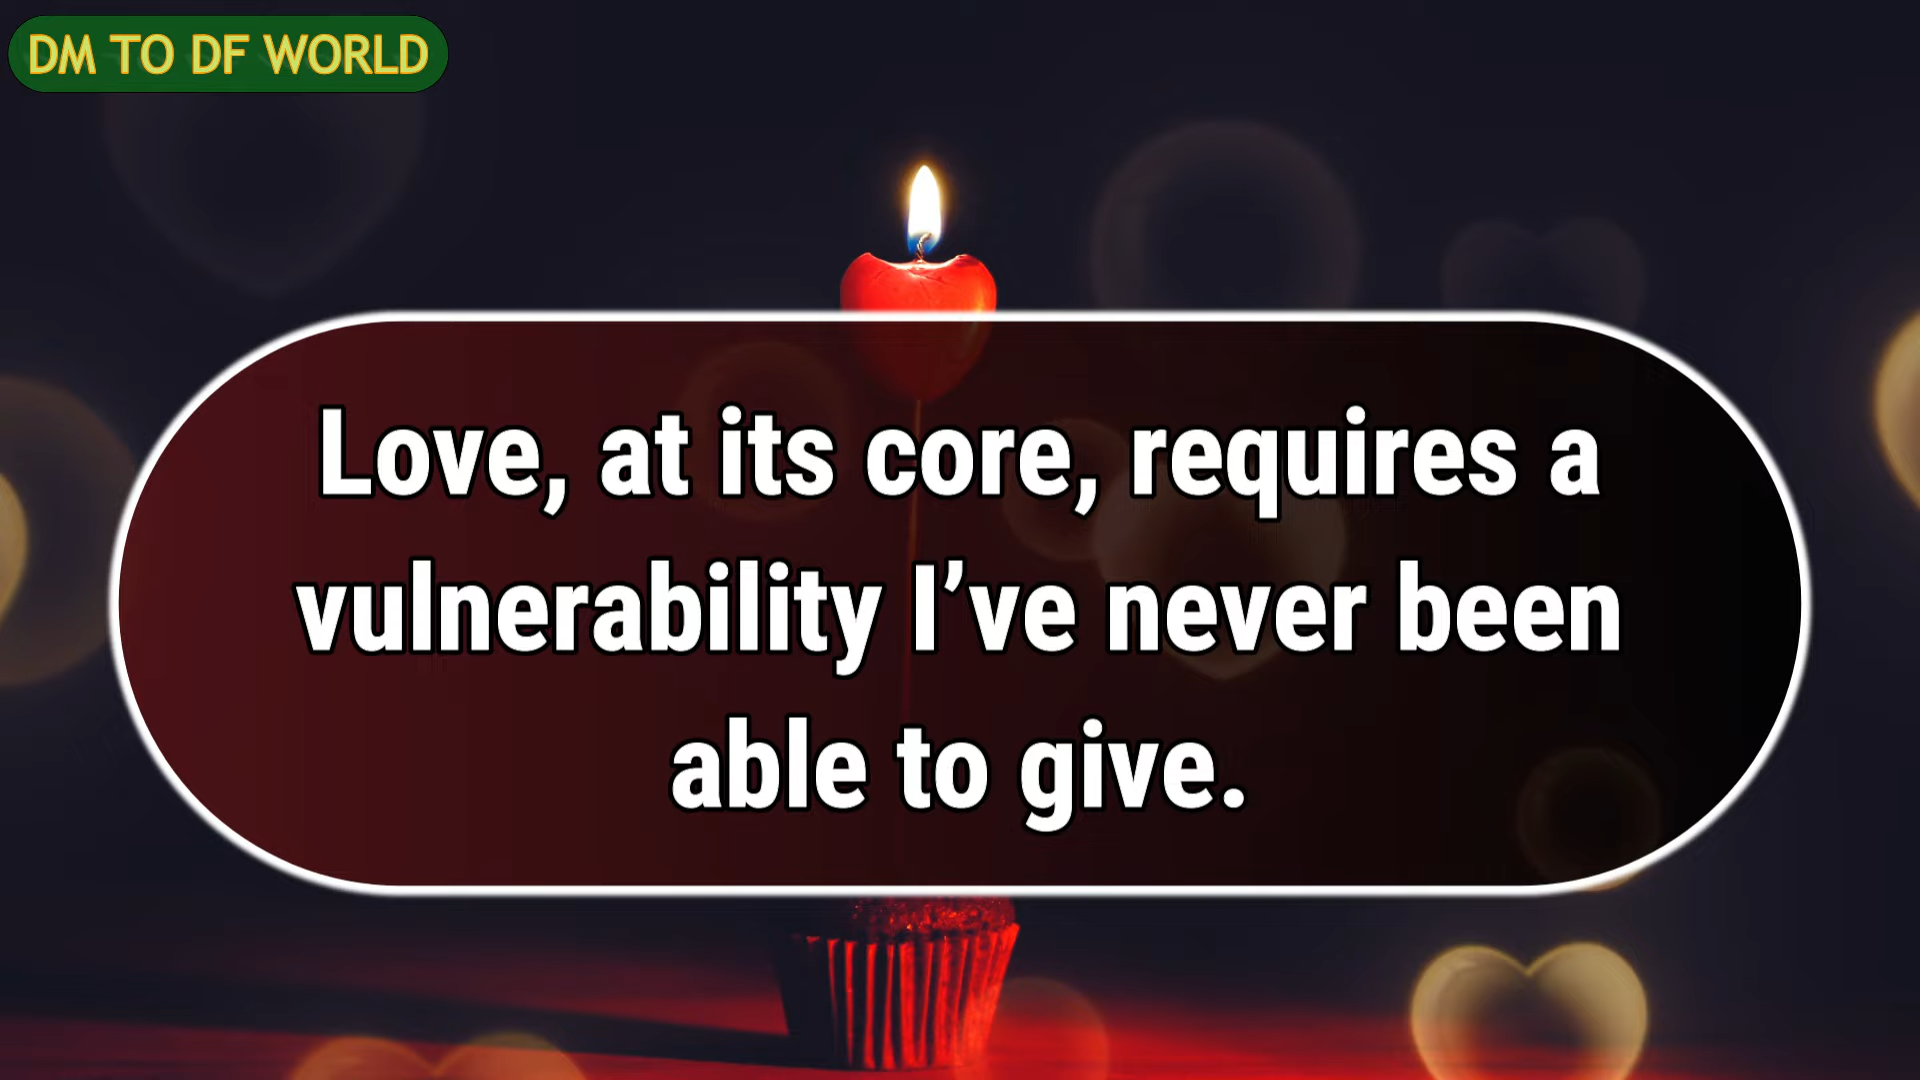 DM TO DF WORLD
Love, at its core, requires a
vulnerability I’ve never been
able to give.